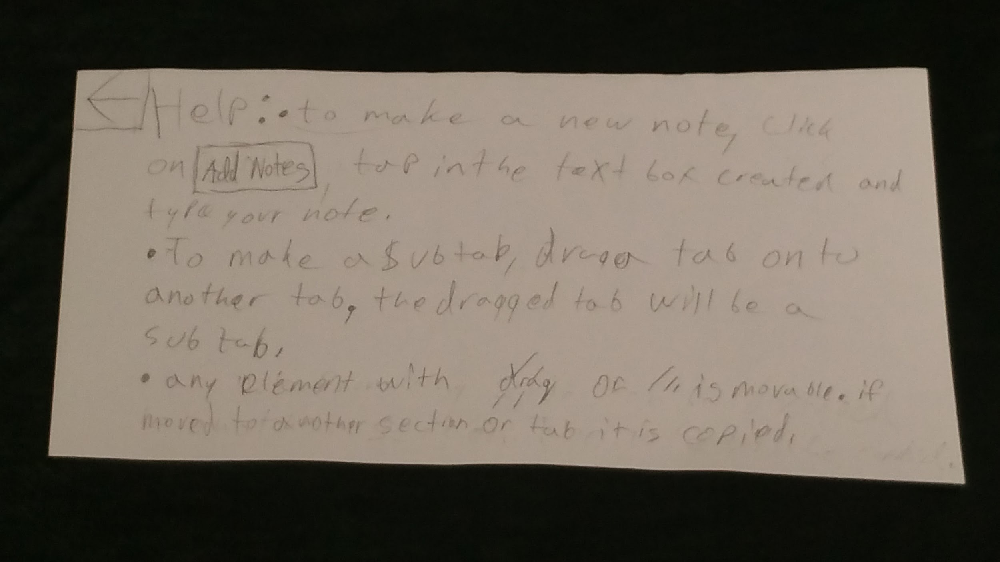 Help: • to make a new note, click
on Add Notes, tap in the text box created and
type your note.
• To make a subtab, drag a tab onto
another tab, the dragged tab will be a
sub tab.
• any element with drag or /// is movable. if
moved to another section or tab it is copied.